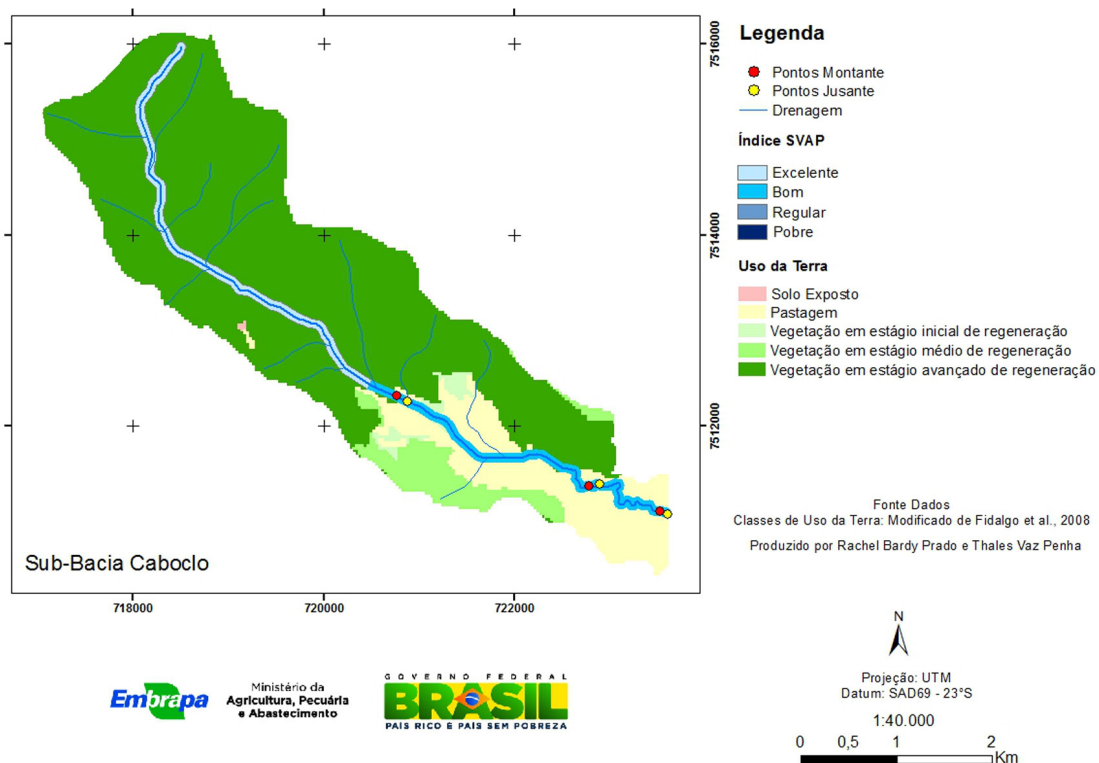 7516000
7514000
7512000
718000
720000
722000
Sub-Bacia Caboclo
Legenda
Pontos Montante
Pontos Jusante
Drenagem
Índice SVAP
Excelente
Bom
Regular
Pobre
Uso da Terra
Solo Exposto
Pastagem
Vegetação em estágio inicial de regeneração
Vegetação em estágio médio de regeneração
Vegetação em estágio avançado de regeneração
Fonte Dados
Classes de Uso da Terra: Modificado de Fidalgo et al., 2008
Produzido por Rachel Bardy Prado e Thales Vaz Penha
N
Projeção: UTM
Datum: SAD69 - 23°S
1:40.000
0 0,5 1 2
Km
Embrapa
Ministério da
Agricultura, Pecuária
e Abastecimento
GOVERNO FEDERAL
BRASIL
PAÍS RICO É PAÍS SEM POBREZA